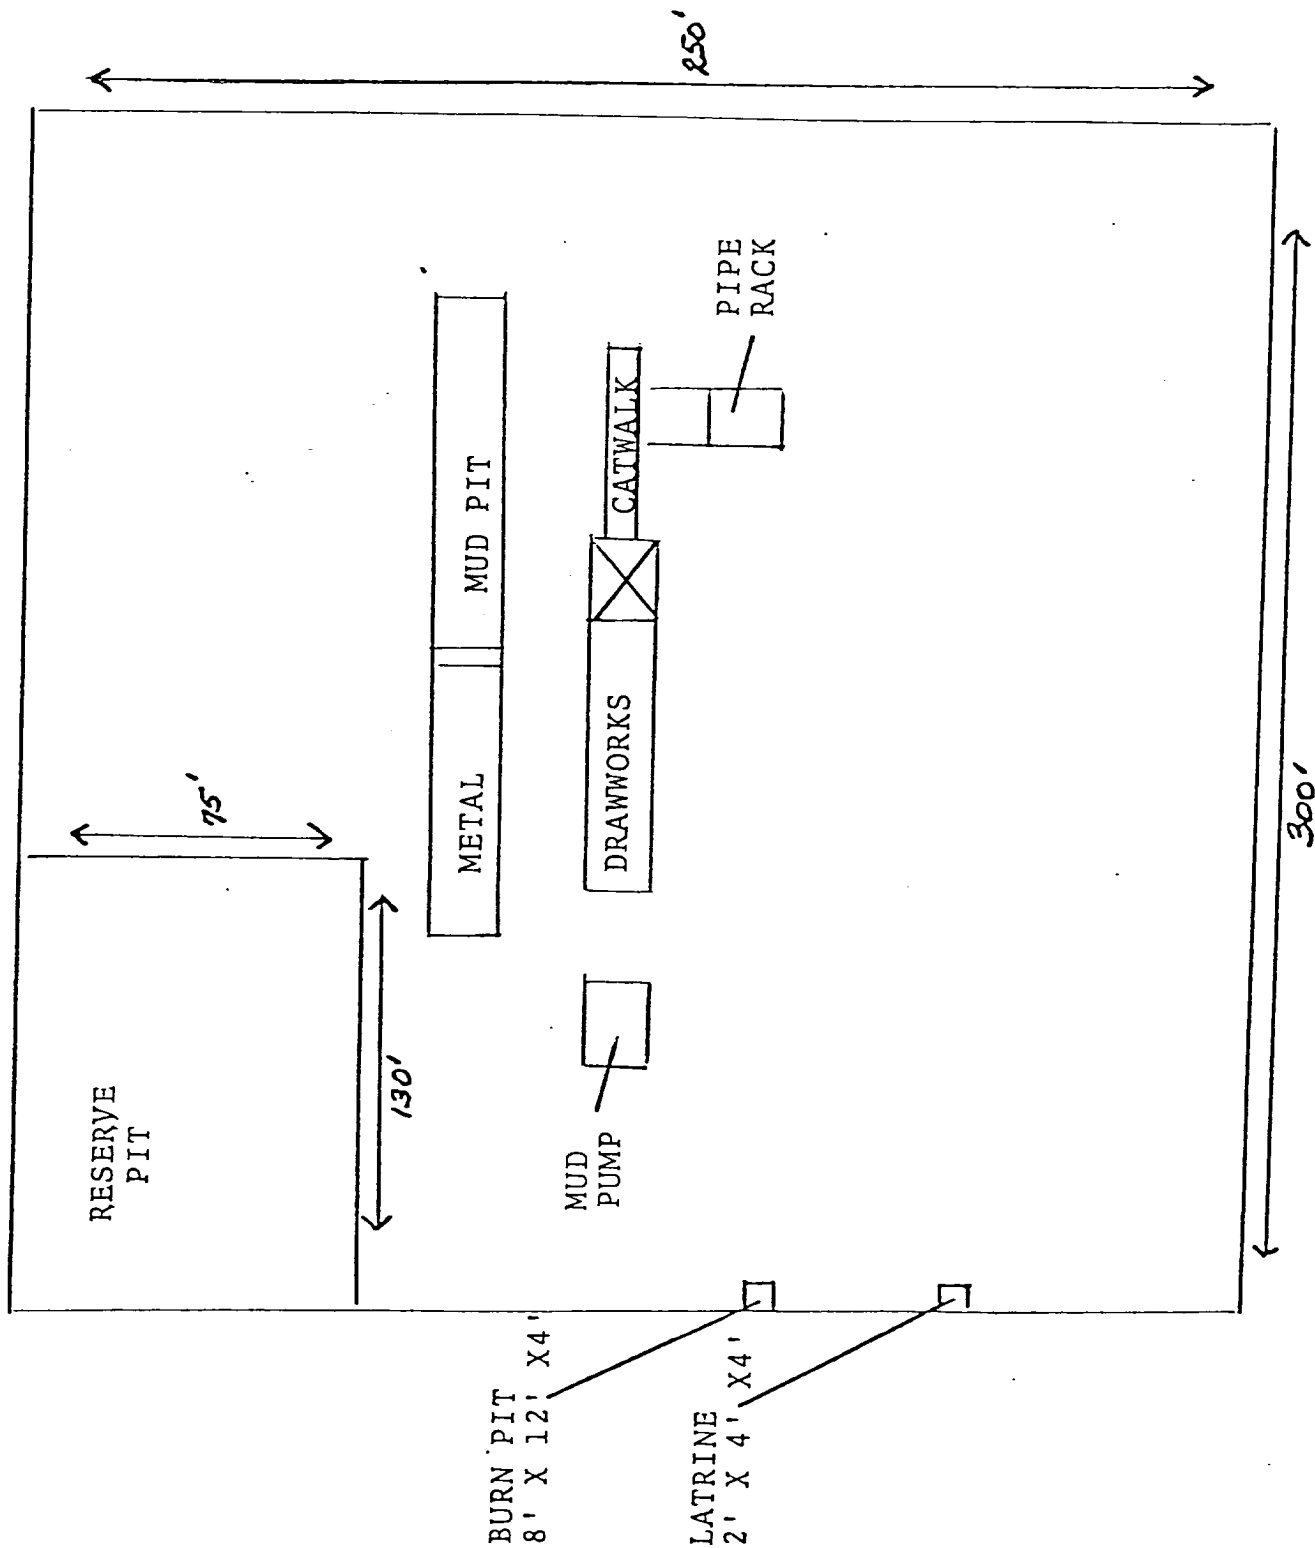 RESERVE
PIT
75'
130'
METAL
MUD PIT
250'
MUD
PUMP
DRAWWORKS
CATWALK
PIPE
RACK
BURN PIT
8' X 12' X4'
LATRINE
2' X 4' X4'
300'